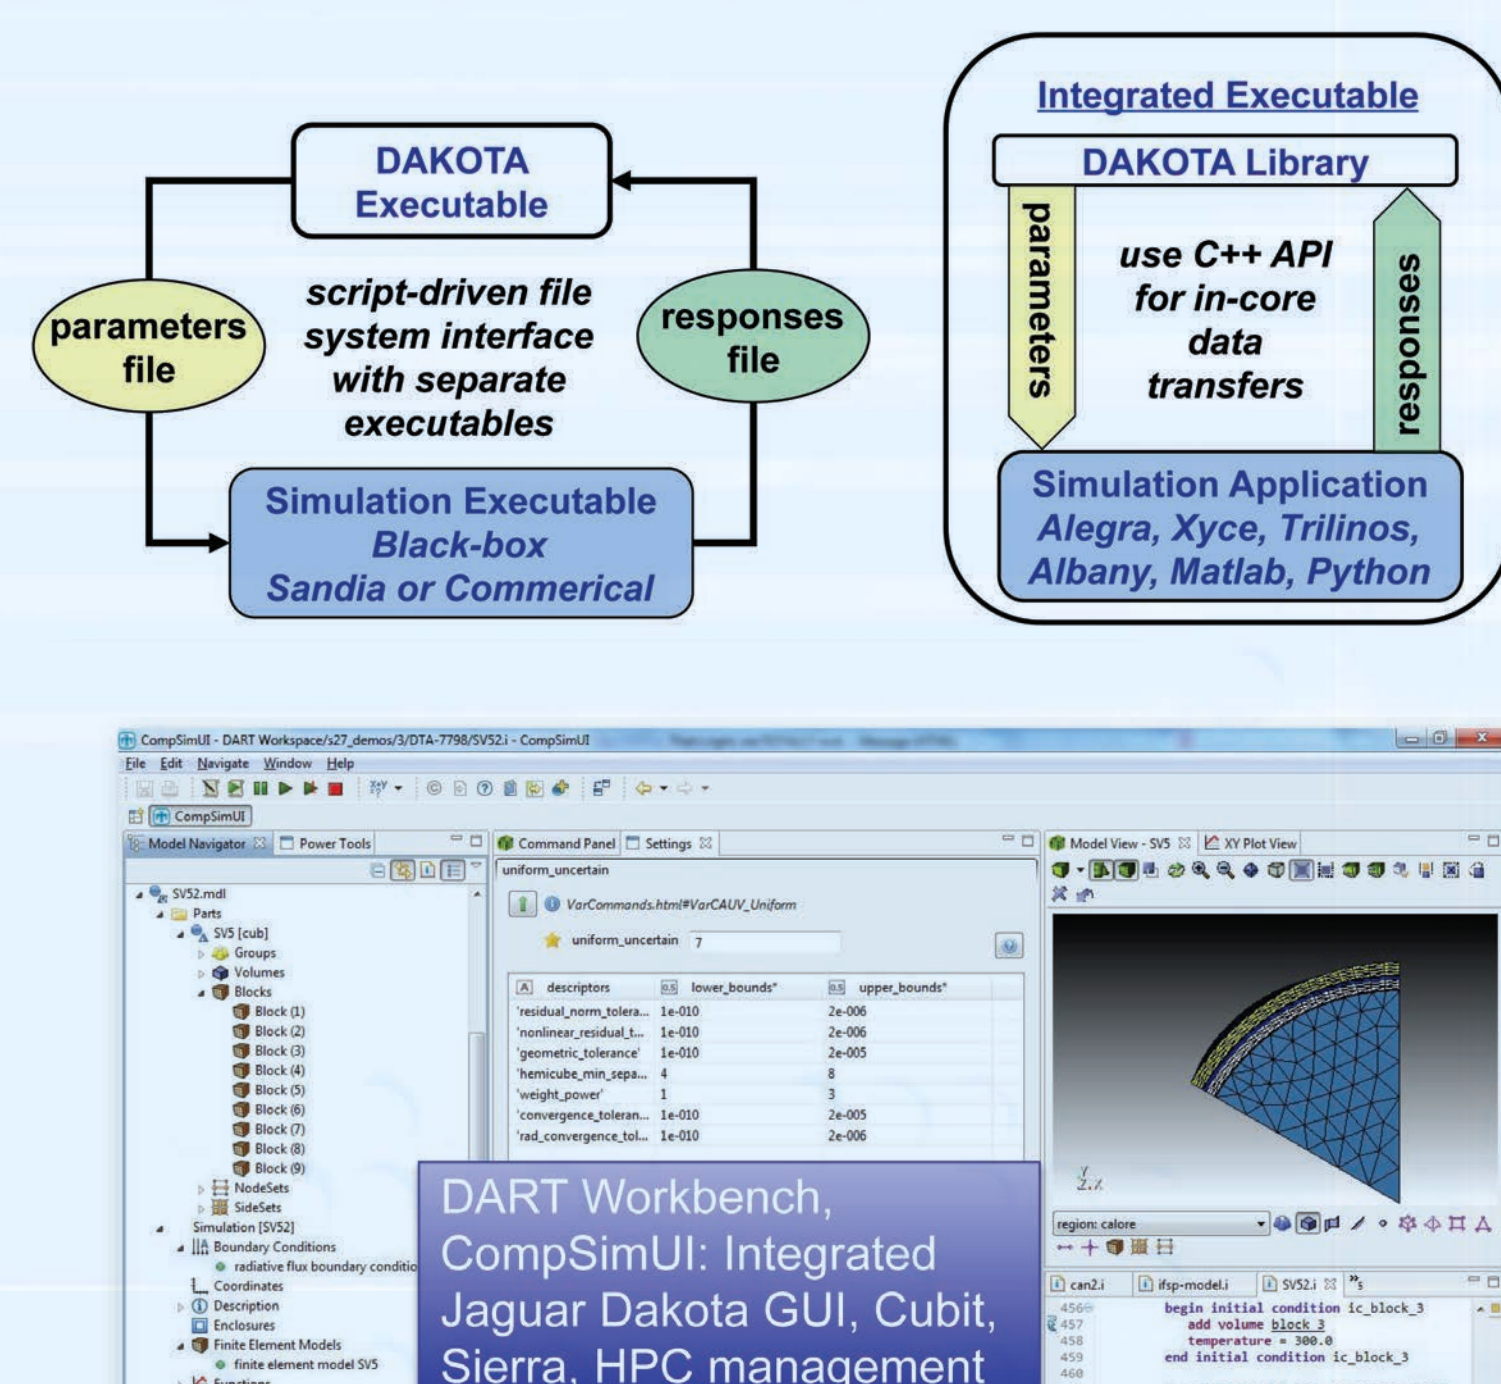 DAKOTA
Executable
parameters
file
script-driven file
system interface
with separate
executables
responses
file
Simulation Executable
Black-box
Sandia or Commerical
Integrated Executable
DAKOTA Library
parameters
use C++ API
for in-core
data
transfers
responses
Simulation Application
Alegra, Xyce, Trilinos,
Albany, Matlab, Python
CompSimUI - DART Workspace/s27_demos/3/DTA-7798/SV52.i - CompSimUI
File Edit Navigate Window Help
CompSimUI
Model Navigator Power Tools
SV52.mdl
Parts
SV5 [cub]
Groups
Volumes
Blocks
Block (1)
Block (2)
Block (3)
Block (4)
Block (5)
Block (6)
Block (7)
Block (8)
Block (9)
NodeSets
SideSets
Simulation [SV52]
Boundary Conditions
radiative flux boundary conditio
Coordinates
Description
Enclosures
Finite Element Models
finite element model SV5
Functions
Command Panel Settings
uniform_uncertain
VarCommands.html#VarCAUV_Uniform
uniform_uncertain 7
descriptors lower_bounds* upper_bounds*
'residual_norm_tolera... 1e-010 2e-006
'nonlinear_residual_t... 1e-010 2e-006
'geometric_tolerance' 1e-010 2e-005
'hemicube_min_sepa... 4 8
'weight_power' 1 3
'convergence_toleran... 1e-010 2e-005
'rad_convergence_tol... 1e-010 2e-006
DART Workbench,
CompSimUI: Integrated
Jaguar Dakota GUI, Cubit,
Sierra, HPC management
Model View - SV5 XY Plot View
Y
Z.X
region: calore
can2.i ifsp-model.i SV52.i »5
456 begin initial condition ic_block_3
457 add volume block_3
458 temperature = 300.0
459 end initial condition ic_block_3
460